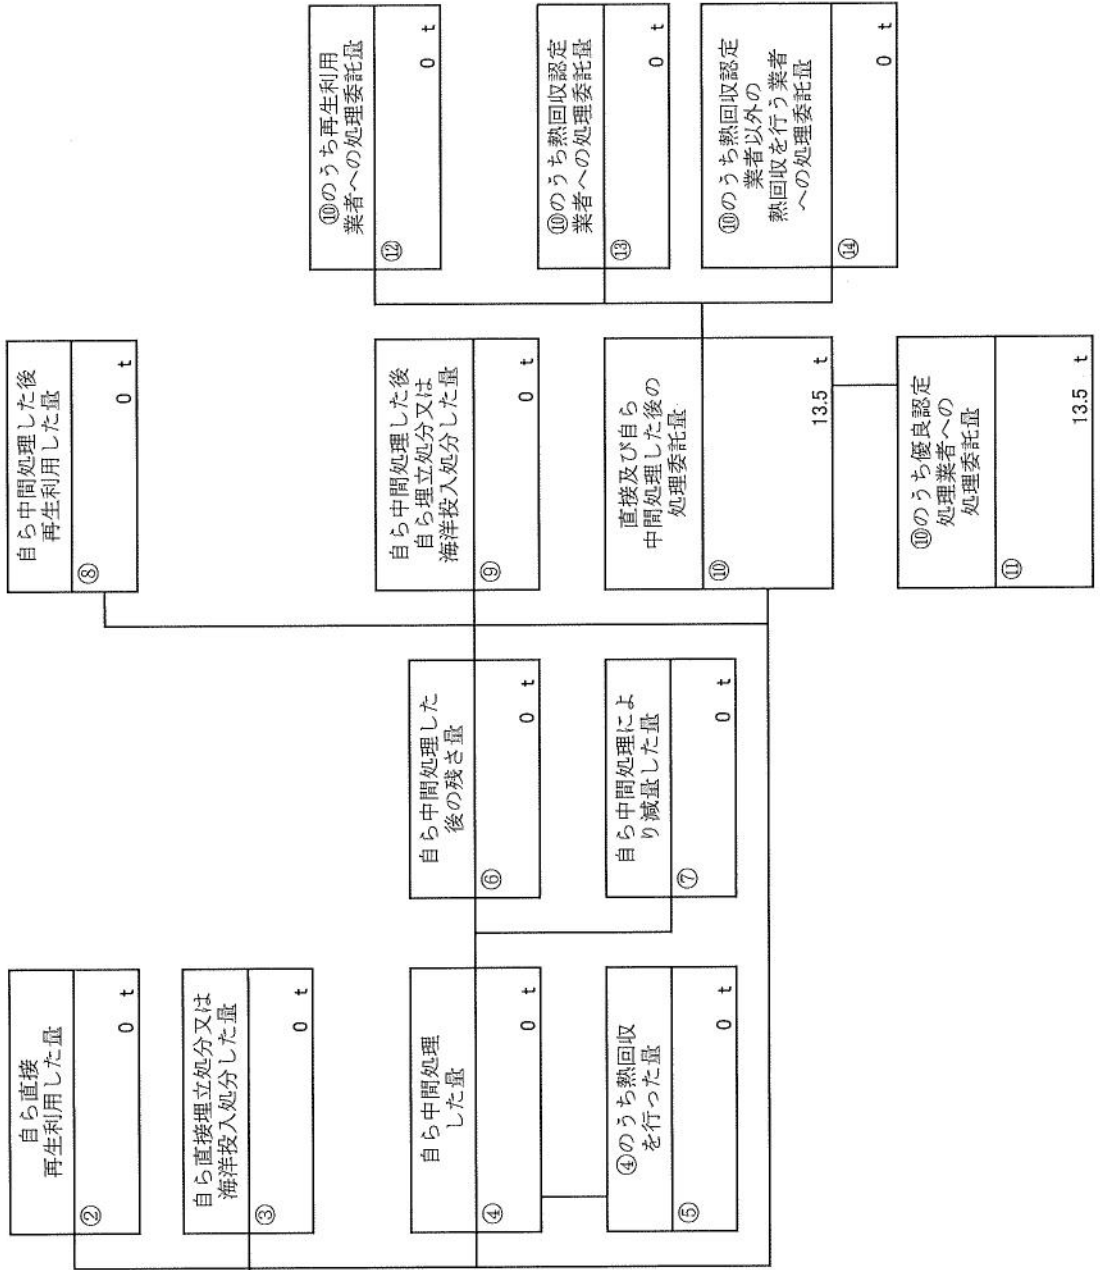 自ら直接
再生利用した量
②
0 t
自ら直接埋立処分又は
海洋投入処分した量
③
0 t
自ら中間処理
した量
④
0 t
④のうち熱回収
を行った量
⑤
0 t
自ら中間処理した
後の残さ量
⑥
0 t
自ら中間処理によ
り減量した量
⑦
0 t
自ら中間処理した後
再生利用した量
⑧
0 t
自ら中間処理した後
自ら埋立処分又は
海洋投入処分した量
⑨
0 t
直接及び自ら
中間処理した後の
処理委託量
⑩
13.5 t
⑩のうち優良認定
処理業者への
処理委託量
⑪
13.5 t
⑩のうち再生利用
業者への処理委託量
⑫
0 t
⑩のうち熱回収認定
業者への処理委託量
⑬
0 t
⑩のうち熱回収認定
業者以外の
熱回収を行う業者
への処理委託量
⑭
0 t